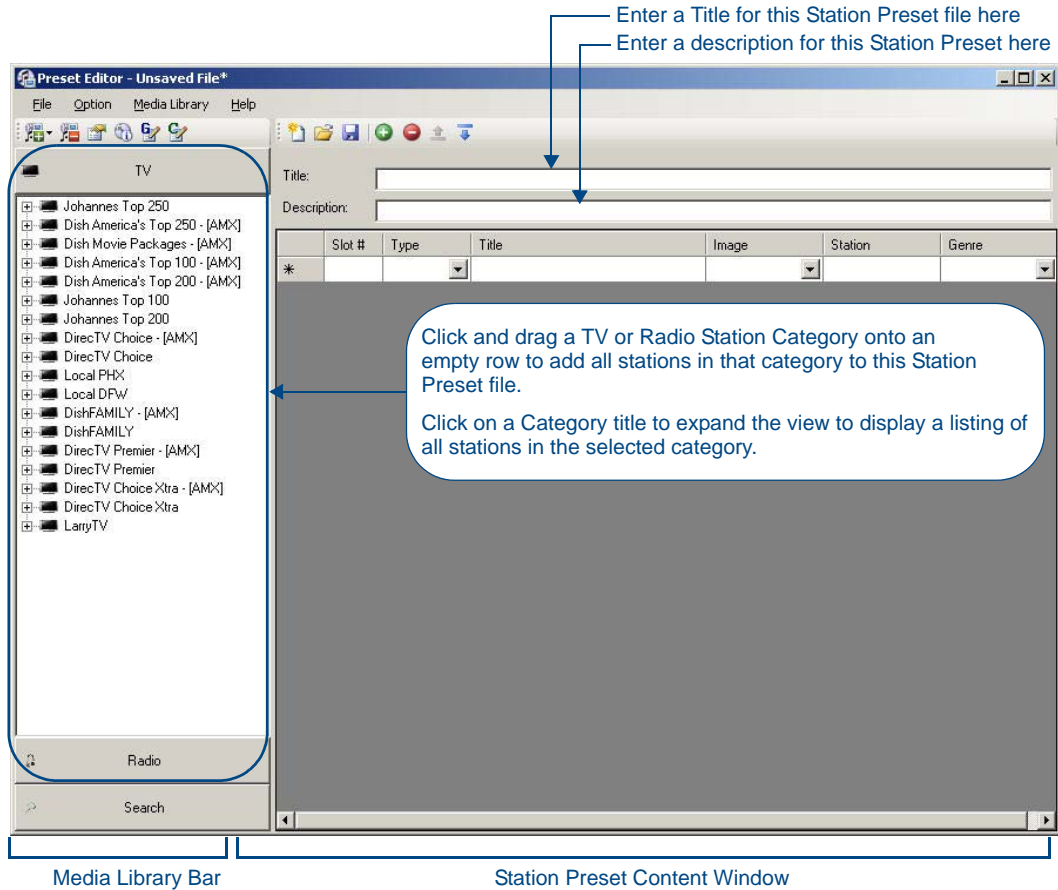 Enter a Title for this Station Preset file here
Enter a description for this Station Preset here
Preset Editor - Unsaved File*
File Option Media Library Help
TV
Title:
Description:
Slot # Type Title Image Station Genre
Johannes Top 250
Dish America's Top 250 - [AMX]
Dish Movie Packages - [AMX]
Dish America's Top 100 - [AMX]
Dish America's Top 200 - [AMX]
Johannes Top 100
Johannes Top 200
DirecTV Choice - [AMX]
DirecTV Choice
Local PHX
Local DFW
DishFAMILY - [AMX]
DishFAMILY
DirecTV Premier - [AMX]
DirecTV Premier
DirecTV Choice Xtra - [AMX]
DirecTV Choice Xtra
LarryTV
Click and drag a TV or Radio Station Category onto an
empty row to add all stations in that category to this Station
Preset file.
Click on a Category title to expand the view to display a listing of
all stations in the selected category.
Radio
Search
Media Library Bar
Station Preset Content Window